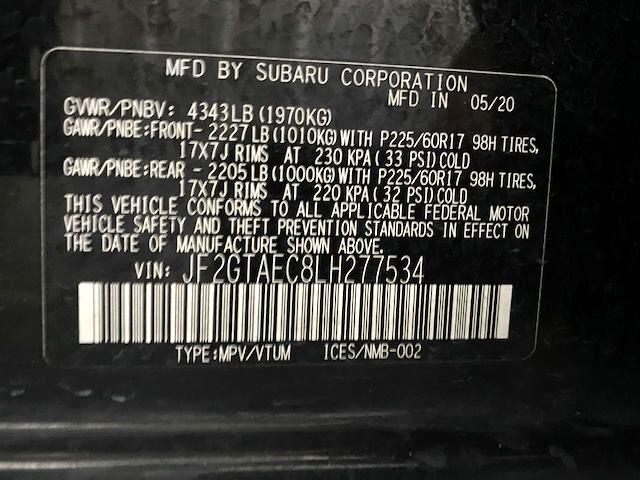 MFD BY SUBARU CORPORATION
MFD IN 05/20
GVWR/PNBV: 4343LB(1970KG)
GAWR/PNBE:FRONT- 2227LB(1010KG)WITH P225/60R17 98H TIRES,
17X7J RIMS AT 230 KPA( 33 PSI)COLD
GAWR/PNBE:REAR - 2205LB(1000KG)WITH P225/60R17 98H TIRES,
17X7J RIMS AT 220 KPA( 32 PSI)COLD
THIS VEHICLE CONFORMS TO ALL APPLICABLE FEDERAL MOTOR
VEHICLE SAFETY AND THEFT PREVENTION STANDARDS IN EFFECT ON
THE DATE OF MANUFACTURE SHOWN ABOVE.
VIN: JF2GTAEC8LH277534
TYPE:MPV/VTUM ICES/NMB-002